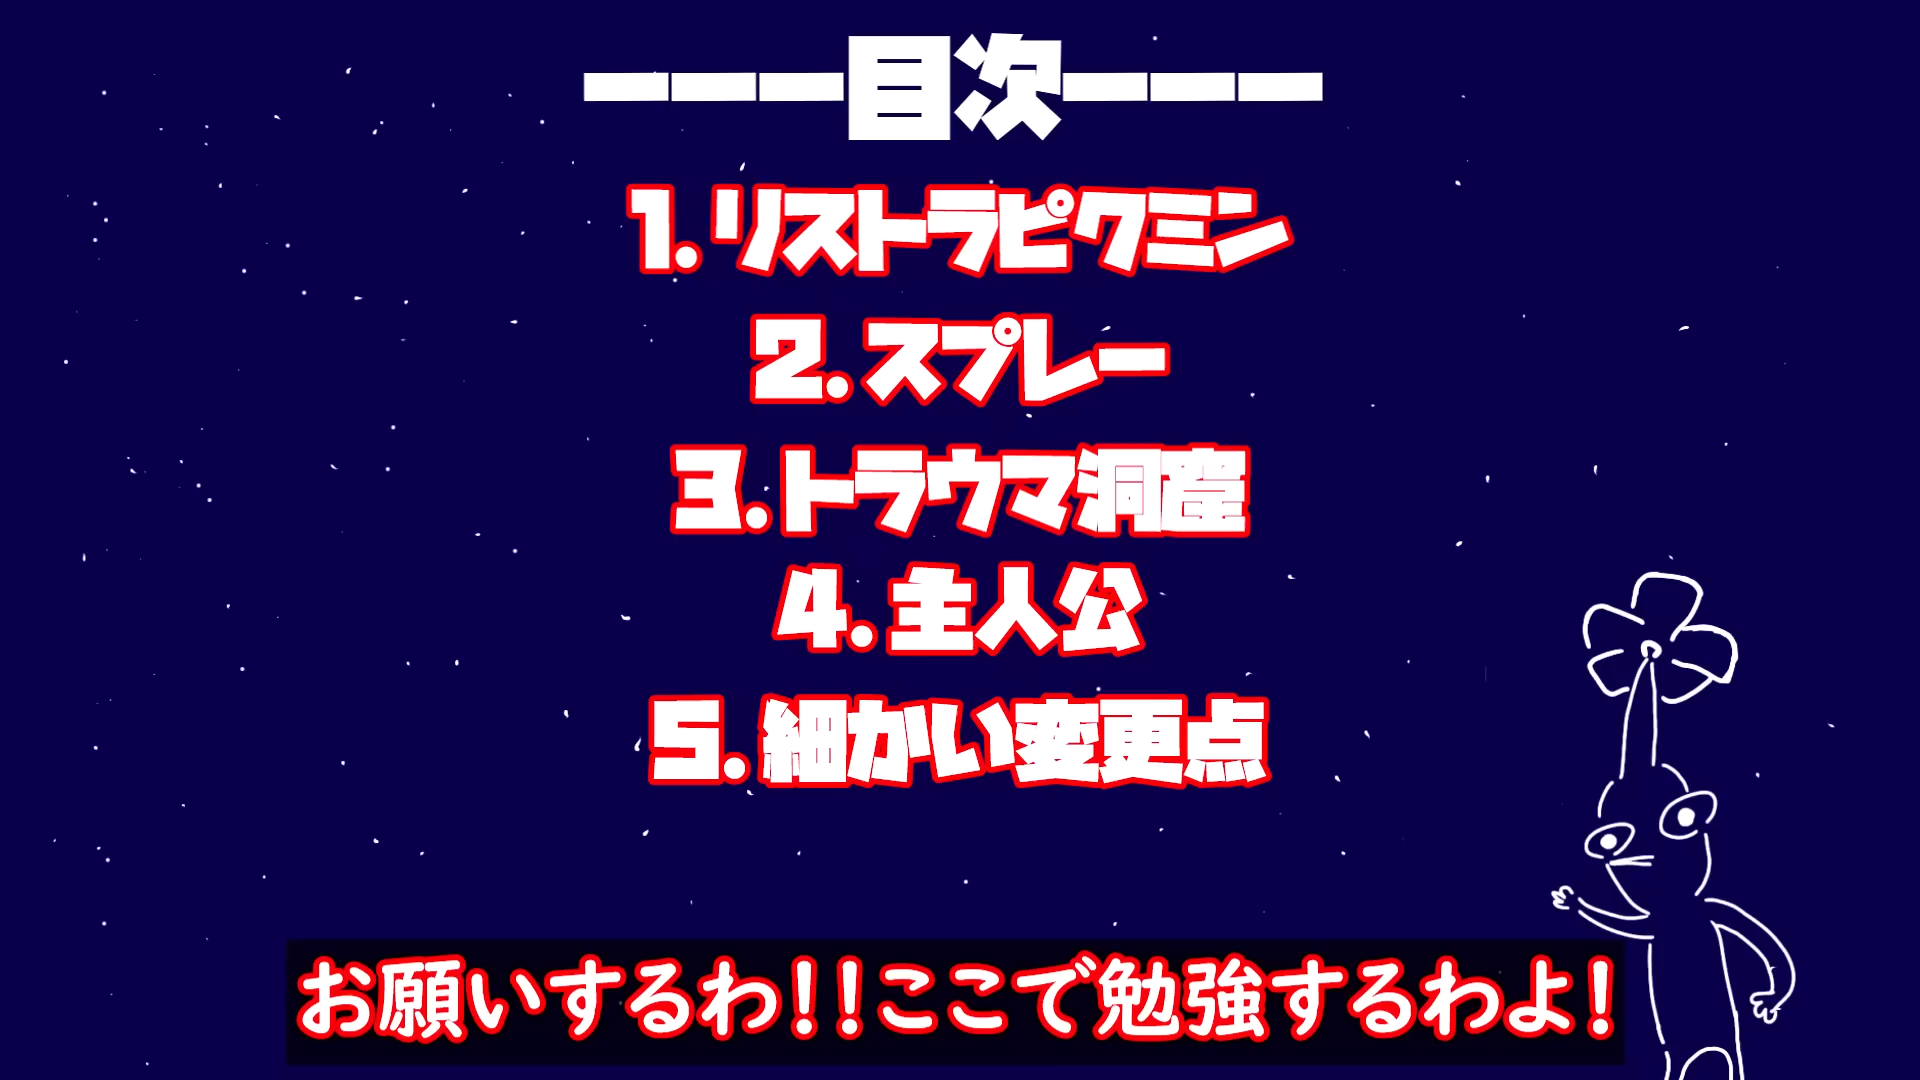 ーーー目次ーーー
1.リストラピクミン
2.スプレー
3.トラウマ洞窟
4.主人公
5.細かい変更点
お願いするわ!!ここで勉強するわよ!